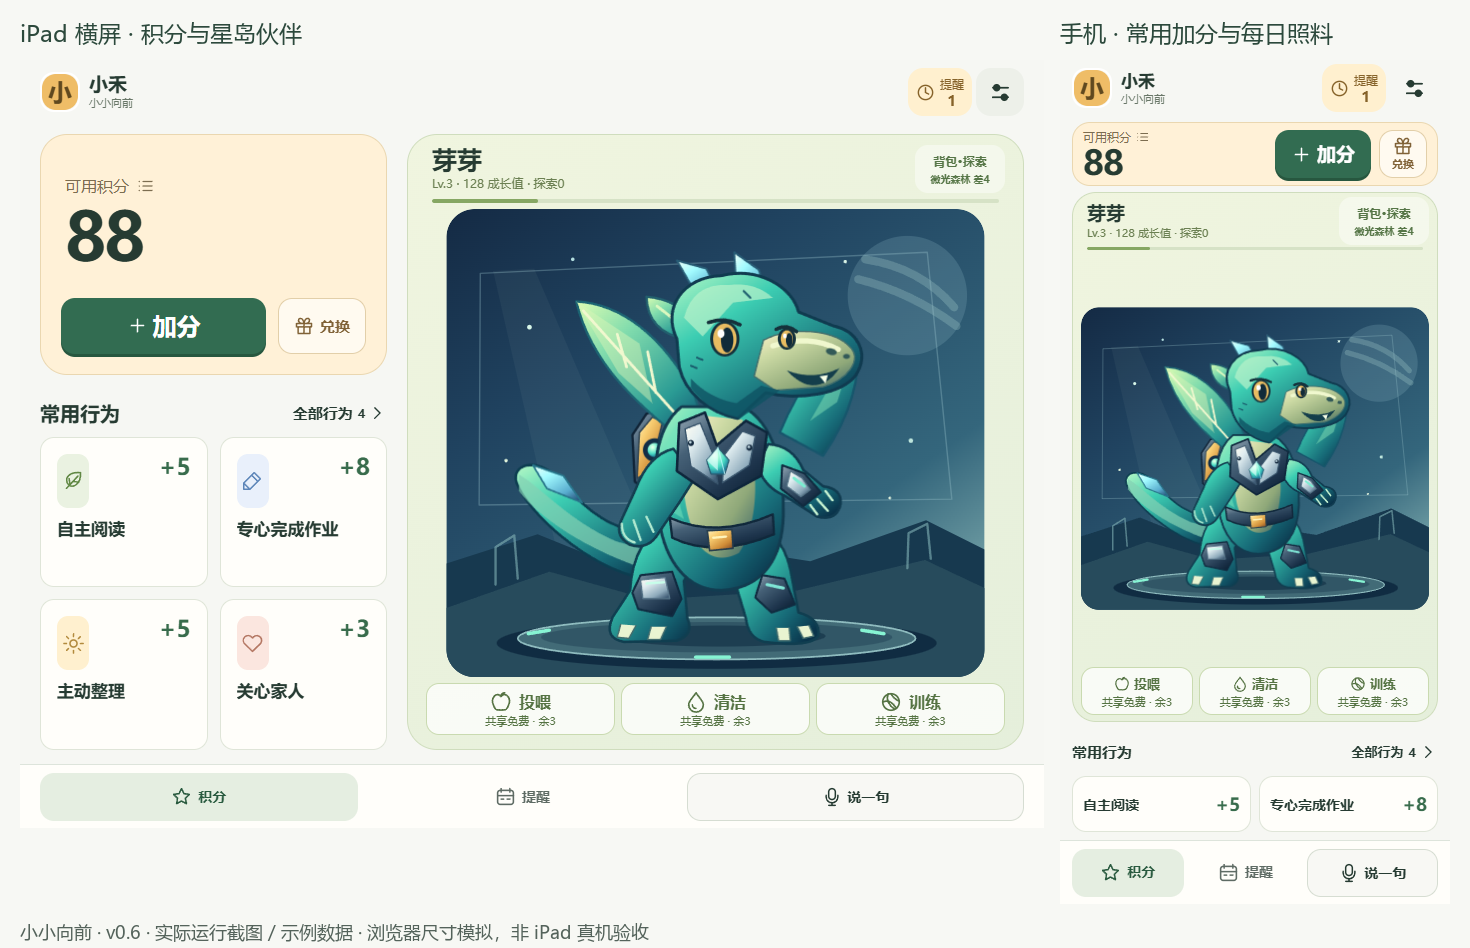 iPad 横屏 · 积分与星岛伙伴
小
小禾
小小向前
提醒
1
可用积分
88
+ 加分
兑换
常用行为
全部行为 4
+5
自主阅读
+8
专心完成作业
+5
主动整理
+3
关心家人
芽芽
Lv.3 · 128 成长值 · 探索0
背包•探索
微光森林 差4
投喂
共享免费 · 余3
清洁
共享免费 · 余3
训练
共享免费 · 余3
积分
提醒
说一句
手机 · 常用加分与每日照料
小
小禾
小小向前
提醒
1
可用积分
88
+ 加分
兑换
芽芽
Lv.3 · 128 成长值 · 探索0
背包•探索
微光森林 差4
投喂
共享免费 · 余3
清洁
共享免费 · 余3
训练
共享免费 · 余3
常用行为
全部行为 4
自主阅读
+5
专心完成作业
+8
积分
提醒
说一句
小小向前 · v0.6 · 实际运行截图 / 示例数据 · 浏览器尺寸模拟，非 iPad 真机验收